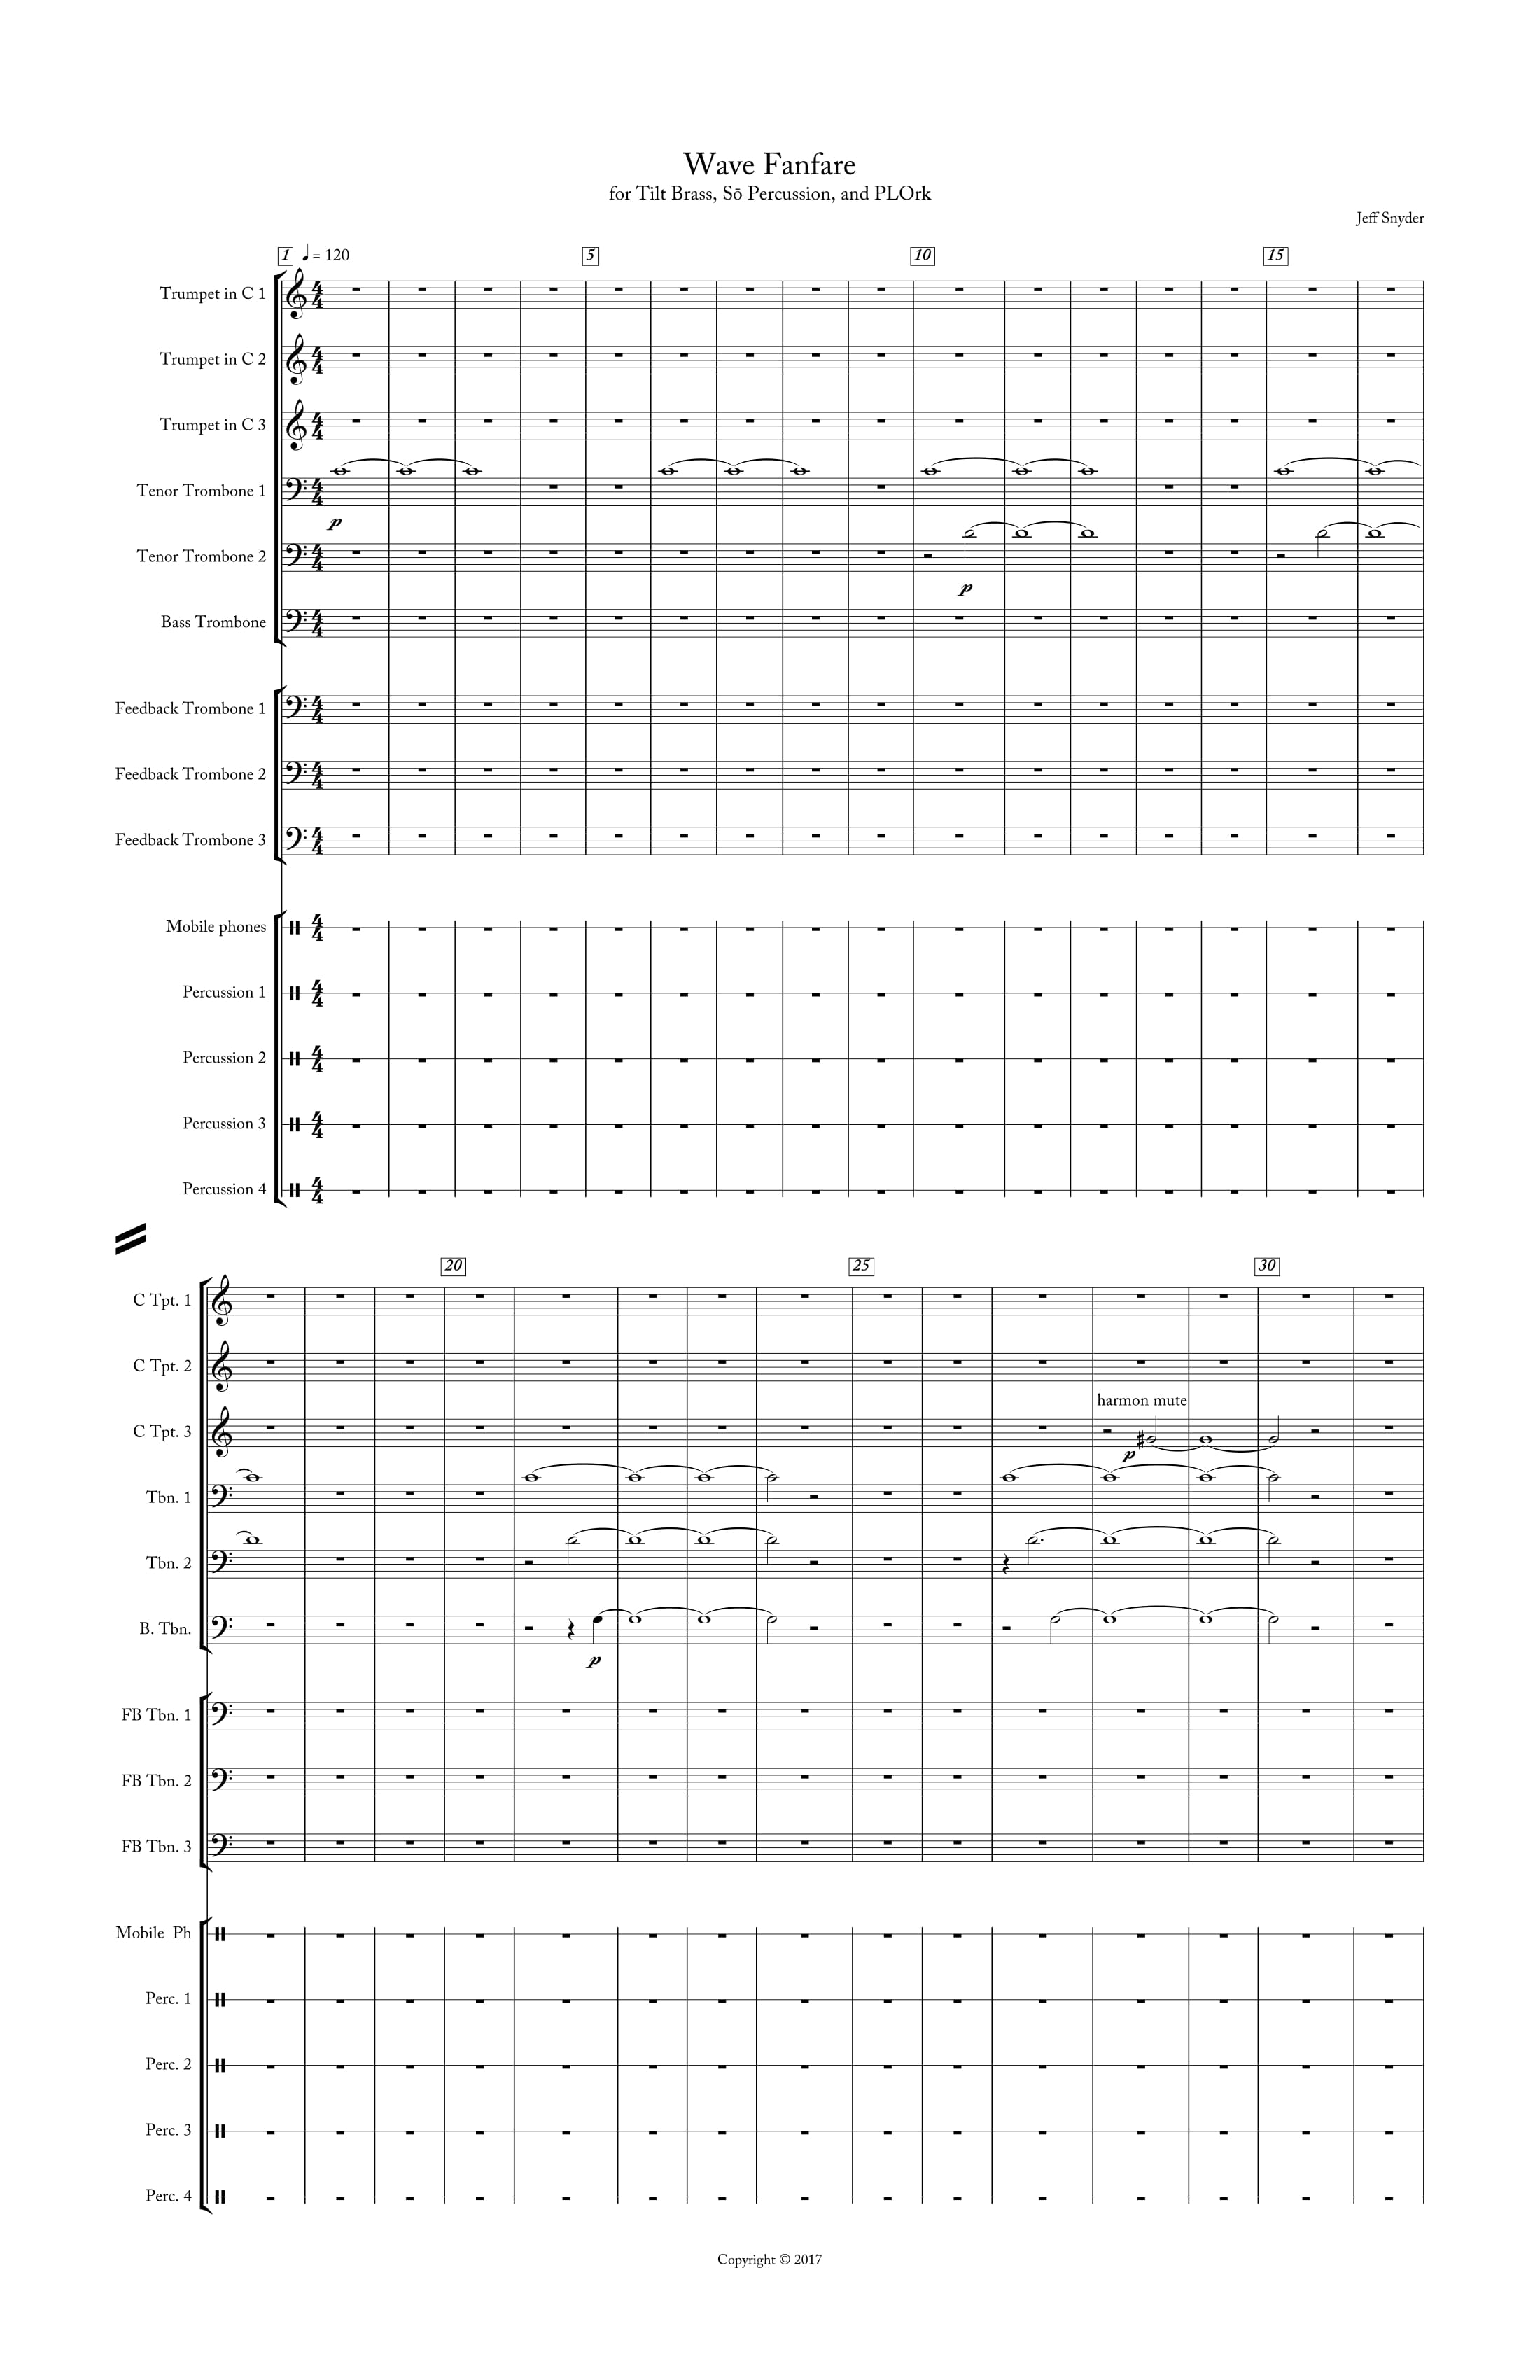 Wave Fanfare
for Tilt Brass, Sō Percussion, and PLOrk
Jeff Snyder
1 ♩ = 120 5 10 15
Trumpet in C 1
Trumpet in C 2
Trumpet in C 3
Tenor Trombone 1
p
Tenor Trombone 2
p
Bass Trombone
Feedback Trombone 1
Feedback Trombone 2
Feedback Trombone 3
Mobile phones
Percussion 1
Percussion 2
Percussion 3
Percussion 4
20 25 30
C Tpt. 1
C Tpt. 2
harmon mute
C Tpt. 3
p
Tbn. 1
Tbn. 2
B. Tbn.
p
FB Tbn. 1
FB Tbn. 2
FB Tbn. 3
Mobile Ph
Perc. 1
Perc. 2
Perc. 3
Perc. 4
Copyright © 2017